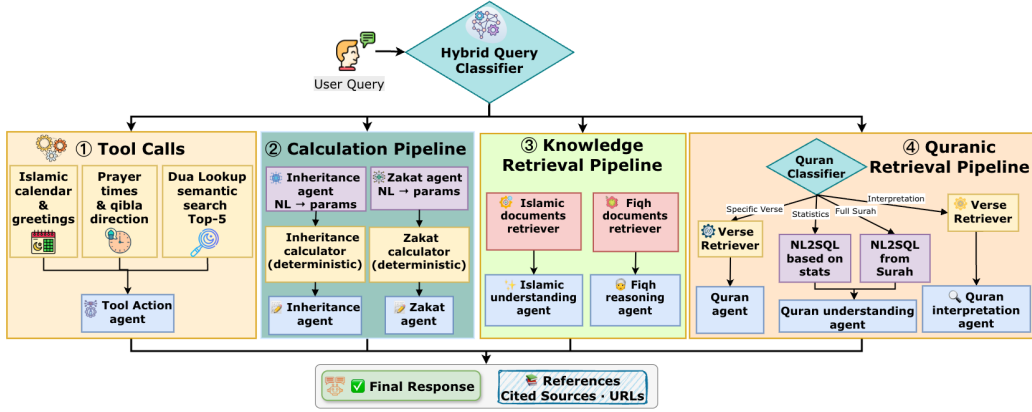 Hybrid Query
Classifier
User Query
① Tool Calls
Islamic
calendar
&
greetings
Prayer
times
& qibla
direction
Dua Lookup
semantic
search
Top-5
Tool Action
agent
② Calculation Pipeline
Inheritance
agent
NL → params
Zakat agent
NL → params
Inheritance
calculator
(deterministic)
Zakat
calculator
(deterministic)
Inheritance
agent
Zakat
agent
③ Knowledge
Retrieval Pipeline
Islamic
documents
retriever
Fiqh
documents
retriever
Islamic
understanding
agent
Fiqh
reasoning
agent
④ Quranic
Retrieval Pipeline
Quran
Classifier
Specific Verse
Statistics
Full Surah
Interpretation
Verse
Retriever
NL2SQL
based on
stats
NL2SQL
from
Surah
Verse
Retriever
Quran
agent
Quran understanding
agent
Quran
interpretation
agent
Final Response
References
Cited Sources · URLs